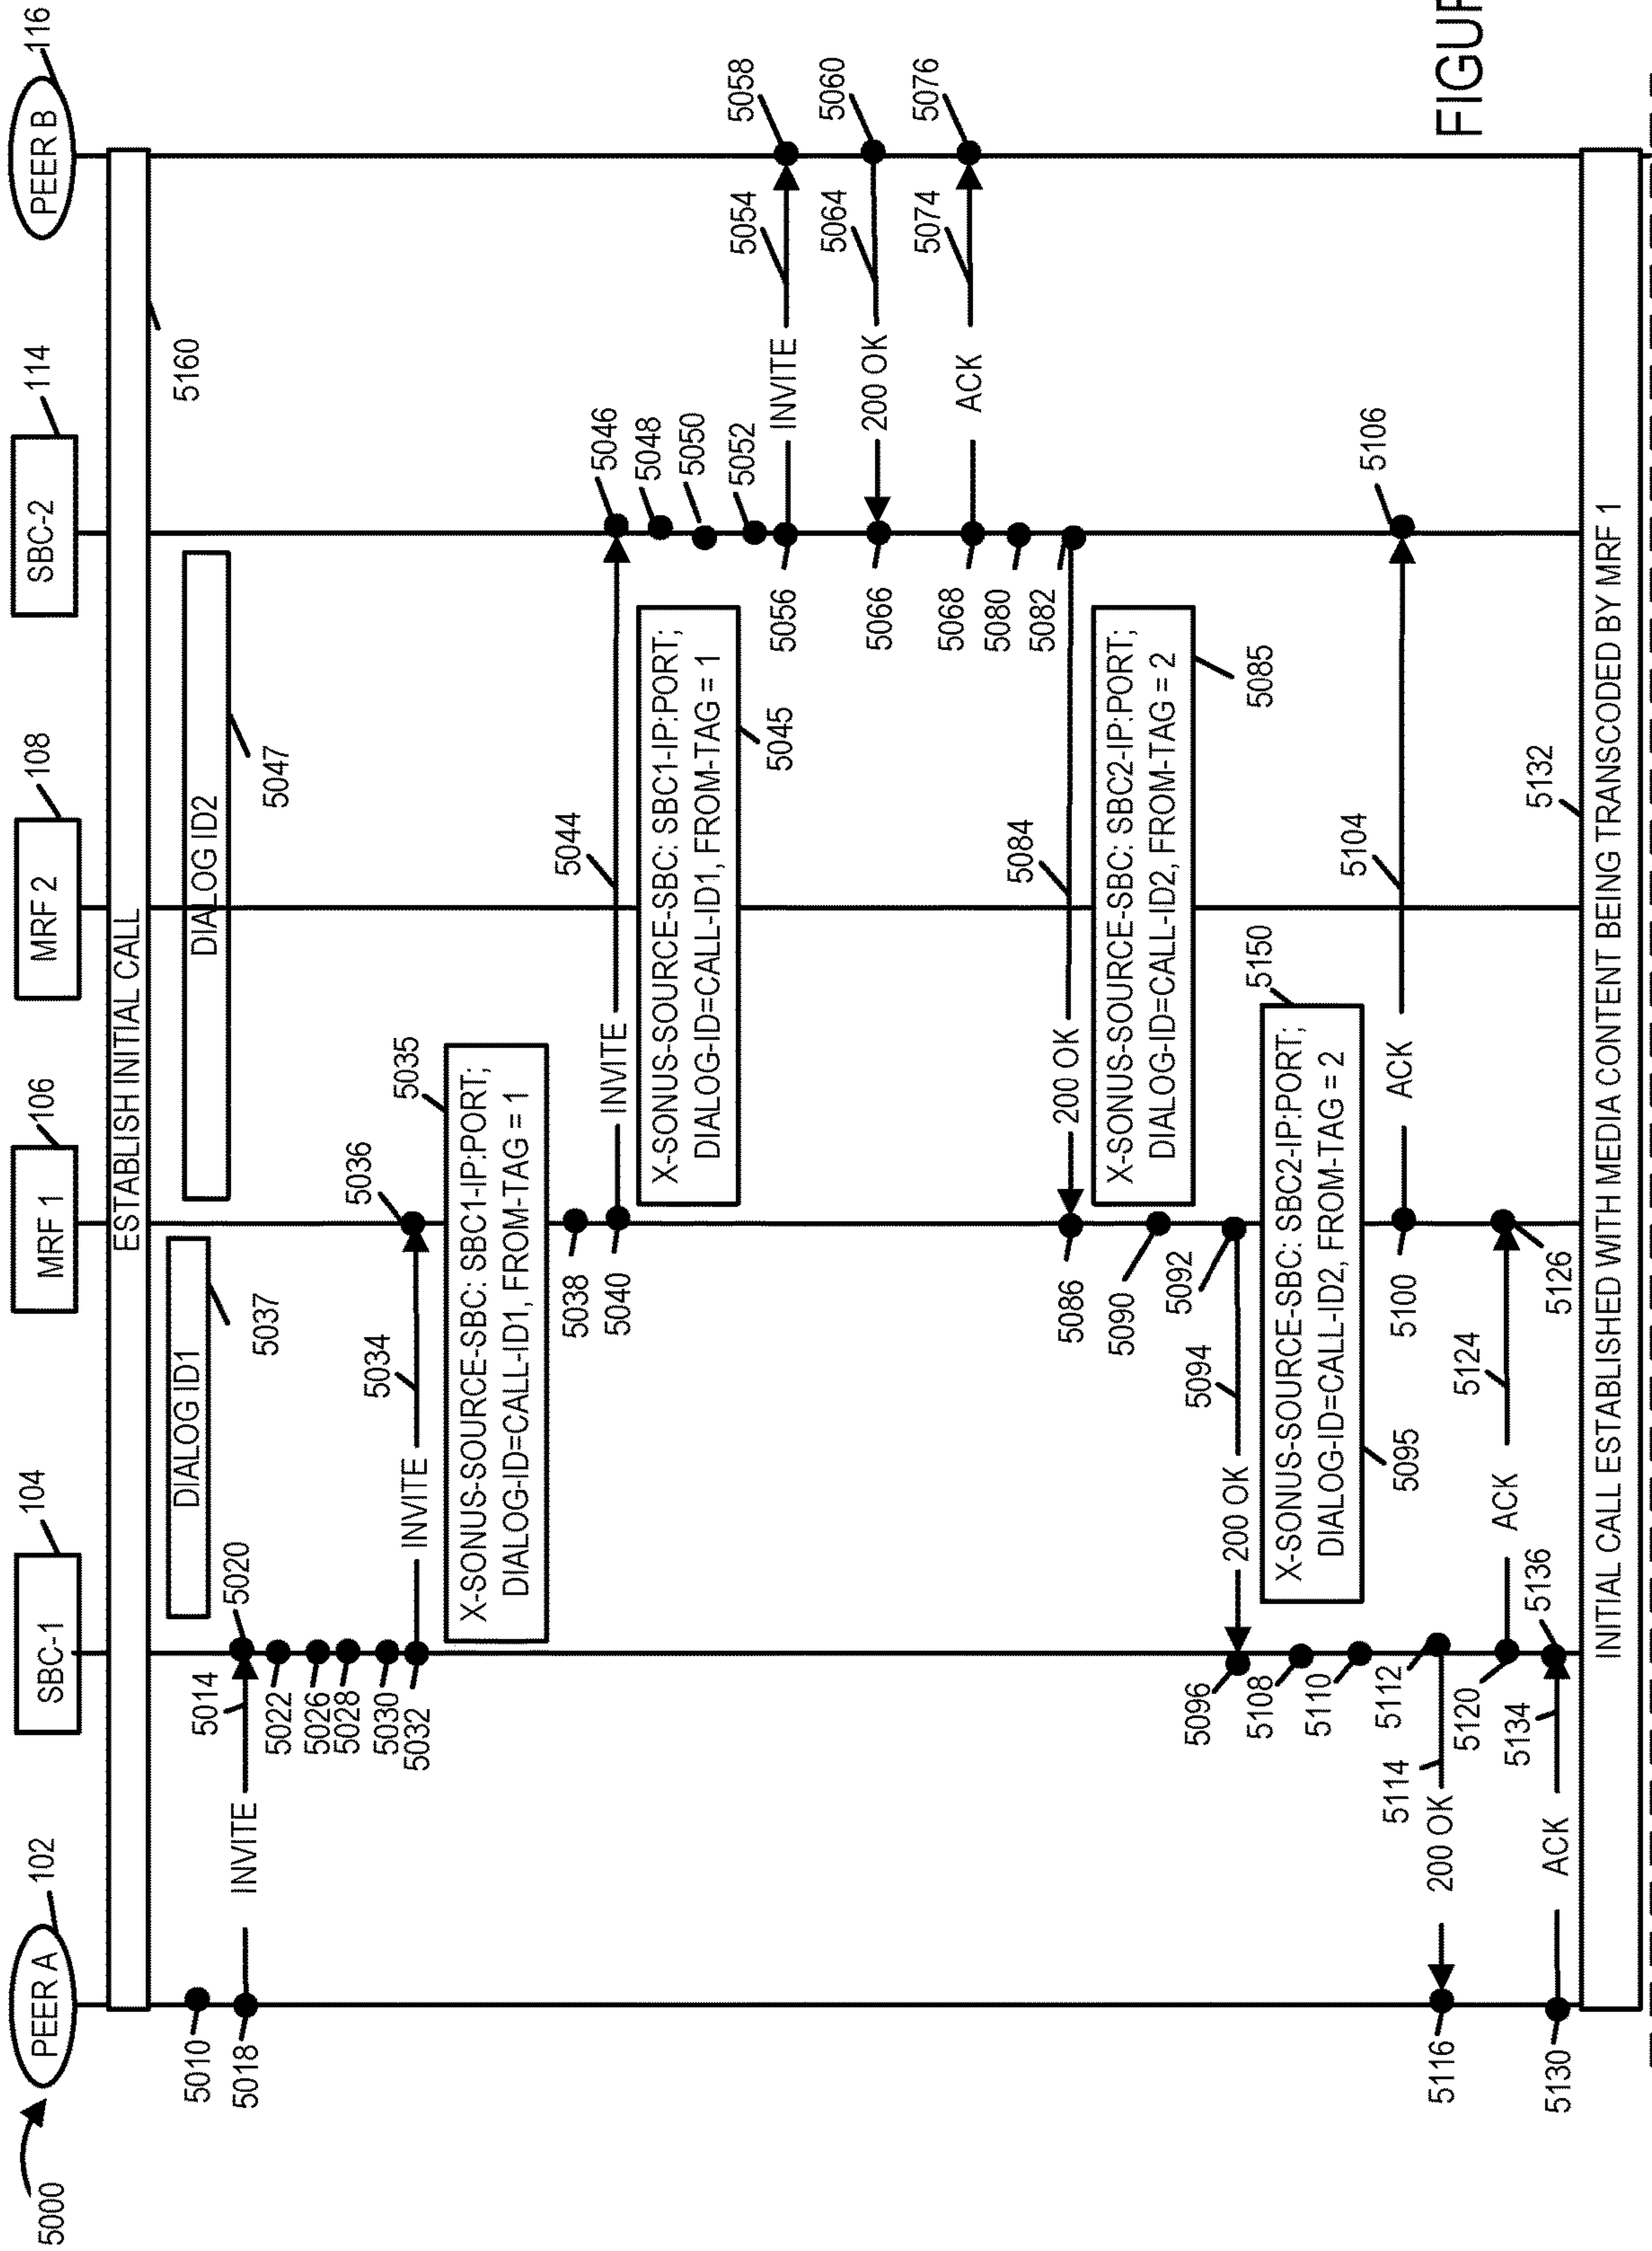 5000
PEER A
102
SBC-1
104
MRF 1
106
MRF 2
108
SBC-2
114
PEER B
116
ESTABLISH INITIAL CALL
5160
DIALOG ID1
5037
DIALOG ID2
5047
5010
5018
INVITE
5014
5020
5022
5026
5028
5030
5032
INVITE
5034
5036
5035
X-SONUS-SOURCE-SBC: SBC1-IP:PORT;
DIALOG-ID=CALL-ID1, FROM-TAG = 1
5038
5040
INVITE
5044
5046
X-SONUS-SOURCE-SBC: SBC1-IP:PORT;
DIALOG-ID=CALL-ID1, FROM-TAG = 1
5045
5048
5050
5052
5056
INVITE
5054
5058
5066
200 OK
5064
5060
5068
ACK
5074
5076
5080
5082
5086
200 OK
5084
X-SONUS-SOURCE-SBC: SBC2-IP:PORT;
DIALOG-ID=CALL-ID2, FROM-TAG = 2
5085
5090
5092
5096
200 OK
5094
5150
X-SONUS-SOURCE-SBC: SBC2-IP:PORT;
DIALOG-ID=CALL-ID2, FROM-TAG = 2
5095
5100
ACK
5104
5106
5108
5110
5112
5116
200 OK
5114
5120
ACK
5124
5126
5130
ACK
5134
5136
5132
INITIAL CALL ESTABLISHED WITH MEDIA CONTENT BEING TRANSCODED BY MRF 1